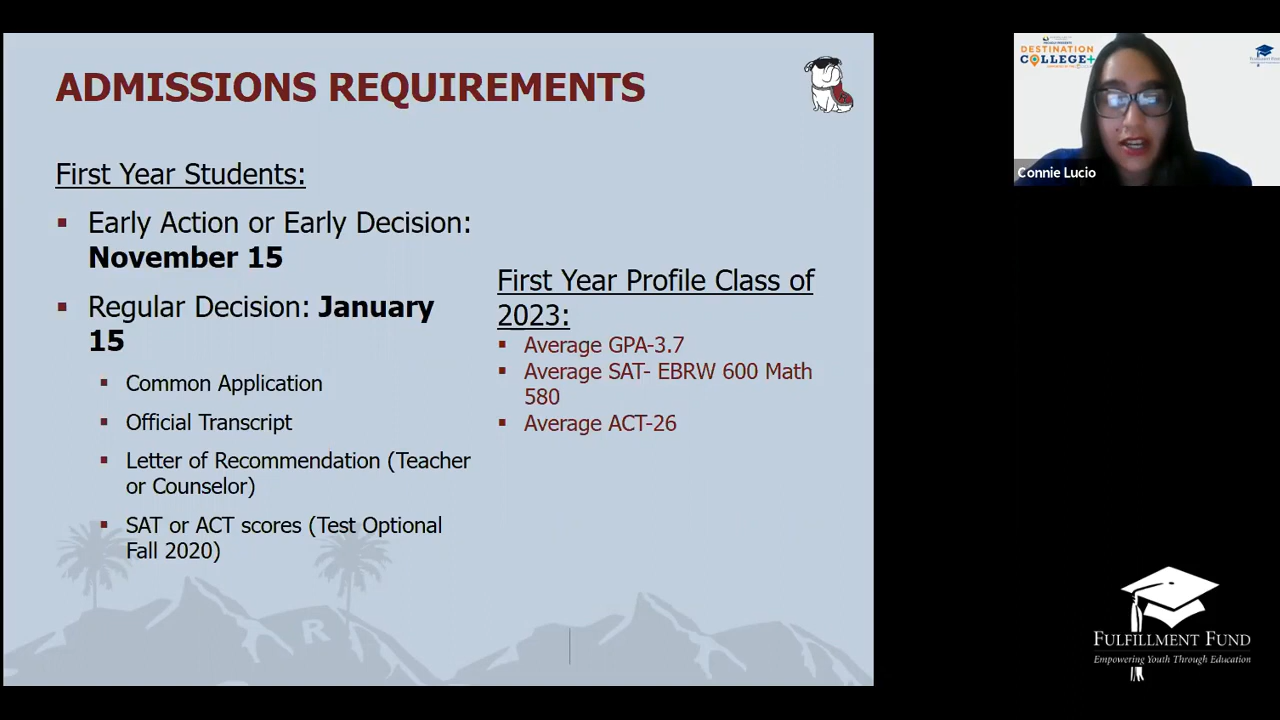 ADMISSIONS REQUIREMENTS
First Year Students:
Early Action or Early Decision:
November 15
Regular Decision: January
15
Common Application
Official Transcript
Letter of Recommendation (Teacher
or Counselor)
SAT or ACT scores (Test Optional
Fall 2020)
First Year Profile Class of
2023:
Average GPA-3.7
Average SAT- EBRW 600 Math
580
Average ACT-26
R
DESTINATION
COLLEGE+
Connie Lucio
FULFILLMENT FUND
Empowering Youth Through Education